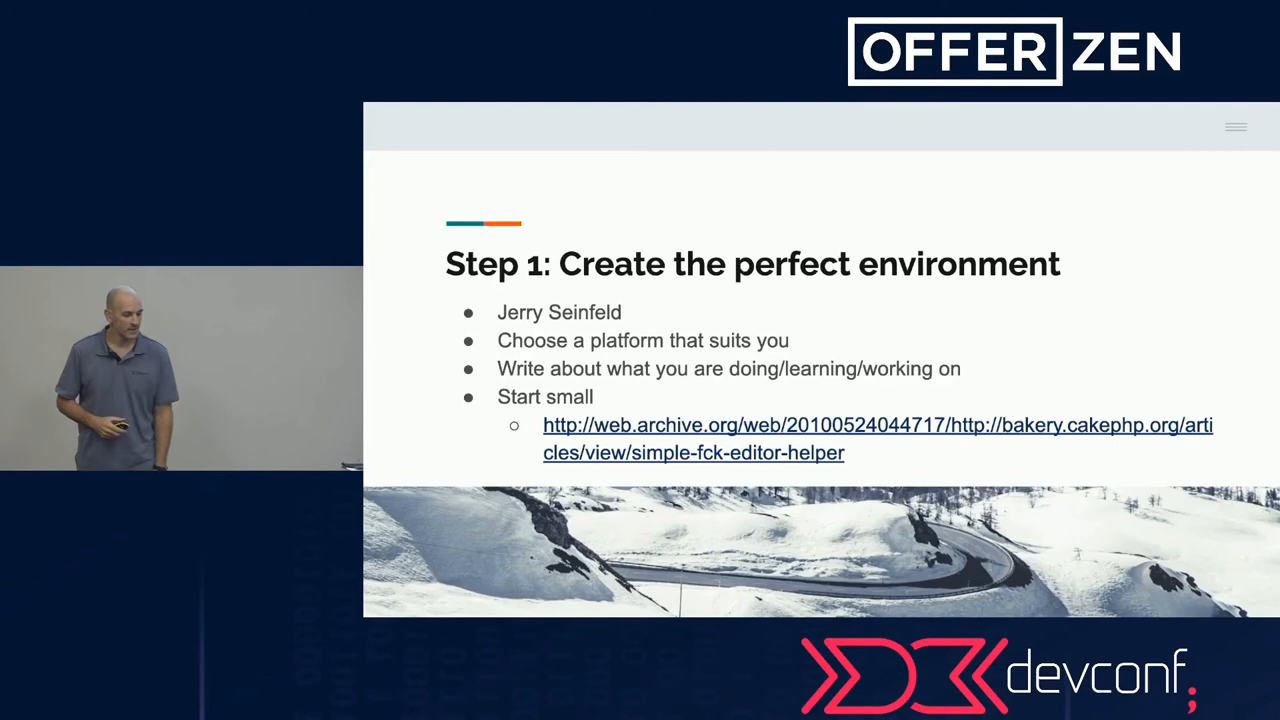 OFFERZEN
Step 1: Create the perfect environment
● Jerry Seinfeld
● Choose a platform that suits you
● Write about what you are doing/learning/working on
● Start small
○ http://web.archive.org/web/20100524044717/http://bakery.cakephp.org/arti
cles/view/simple-fck-editor-helper
devconf;